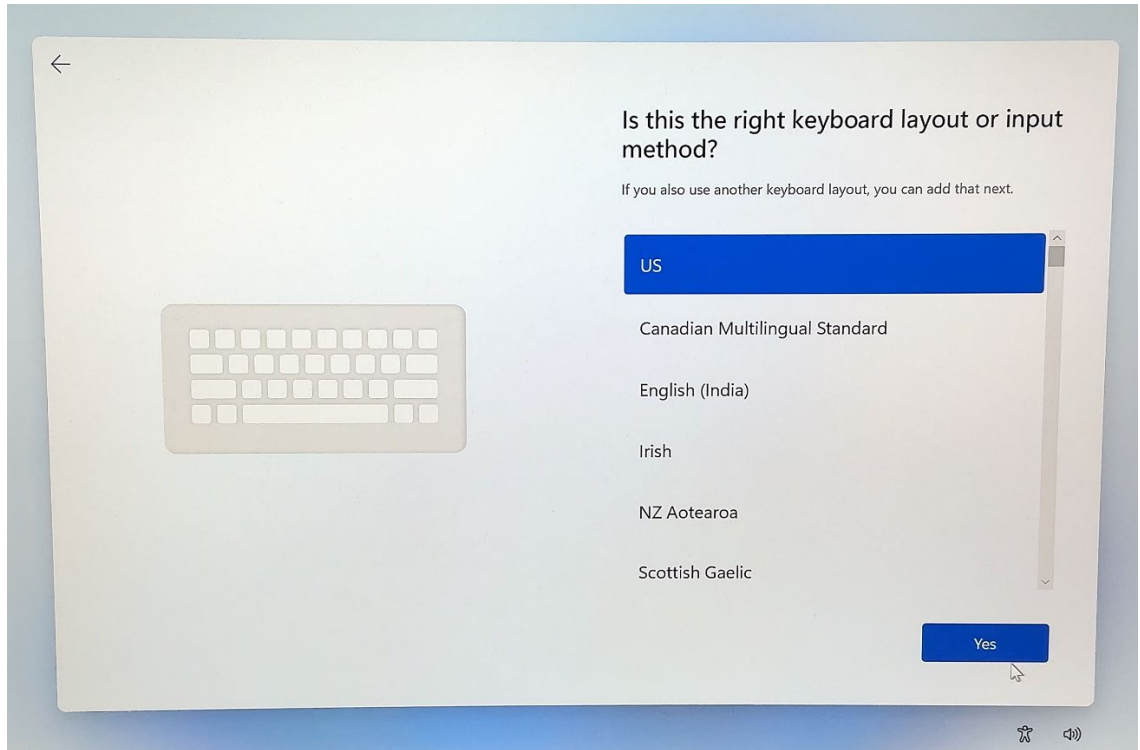 Is this the right keyboard layout or input
method?
If you also use another keyboard layout, you can add that next.
US
Canadian Multilingual Standard
English (India)
Irish
NZ Aotearoa
Scottish Gaelic
Yes